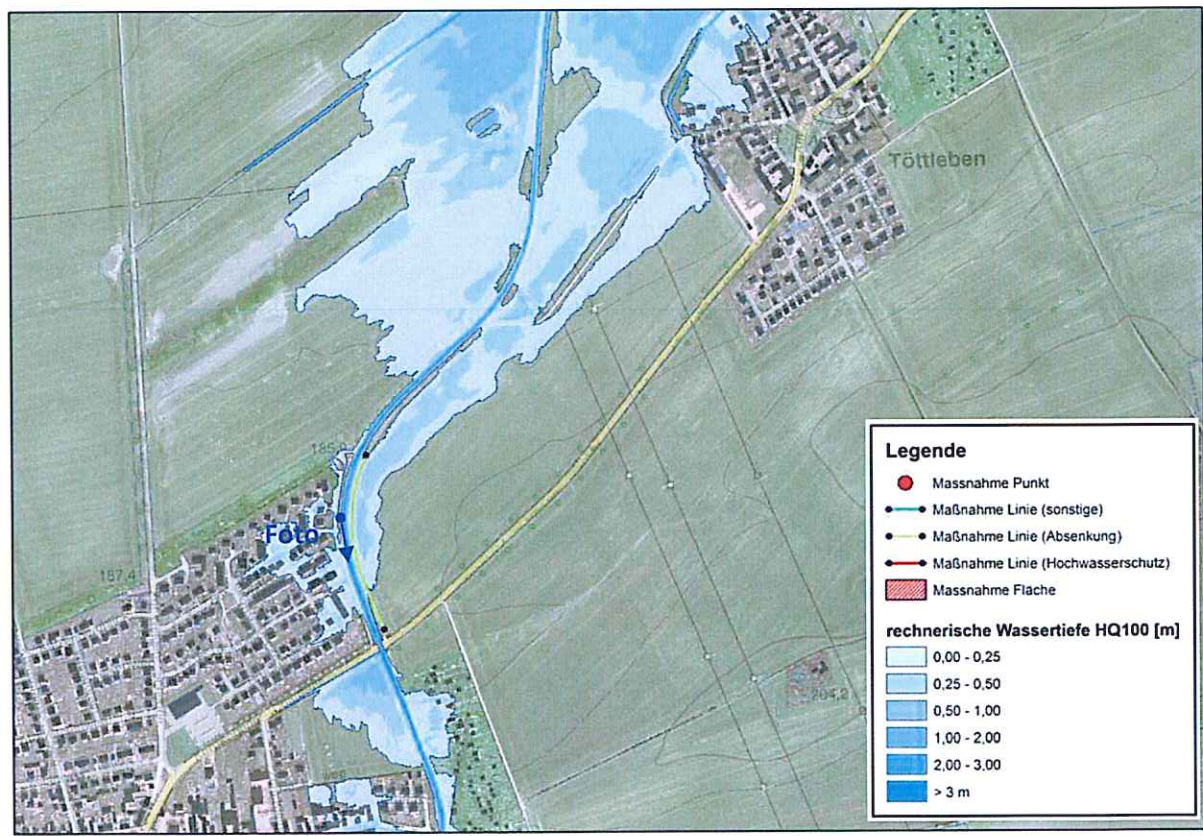 Töttleben
185,3
Foto
187,4
204,2
Legende
Massnahme Punkt
Maßnahme Linie (sonstige)
Maßnahme Linie (Absenkung)
Maßnahme Linie (Hochwasserschutz)
Massnahme Fläche
rechnerische Wassertiefe HQ100 [m]
0,00 - 0,25
0,25 - 0,50
0,50 - 1,00
1,00 - 2,00
2,00 - 3,00
> 3 m